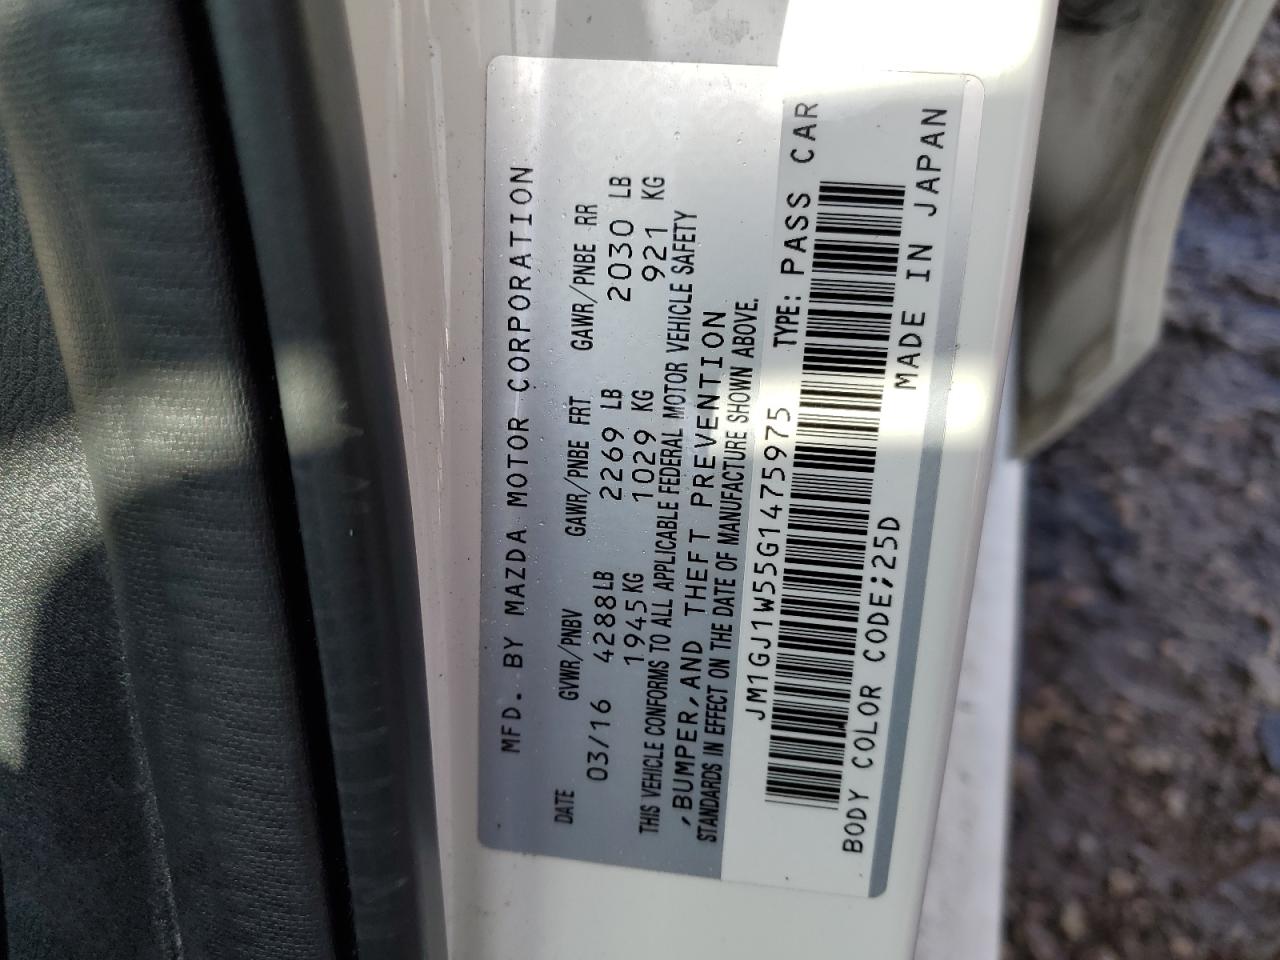 MFD. BY MAZDA MOTOR CORPORATION
DATE GVWR/PNBV GAWR/PNBE FRT GAWR/PNBE RR
03/16 4288LB 2269 LB 2030 LB
1945KG 1029 KG 921 KG
THIS VEHICLE CONFORMS TO ALL APPLICABLE FEDERAL MOTOR VEHICLE SAFETY
,BUMPER,AND THEFT PREVENTION
STANDARDS IN EFFECT ON THE DATE OF MANUFACTURE SHOWN ABOVE.
JM1GJ1W55G1475975 TYPE: PASS CAR
BODY COLOR CODE;25D MADE IN JAPAN